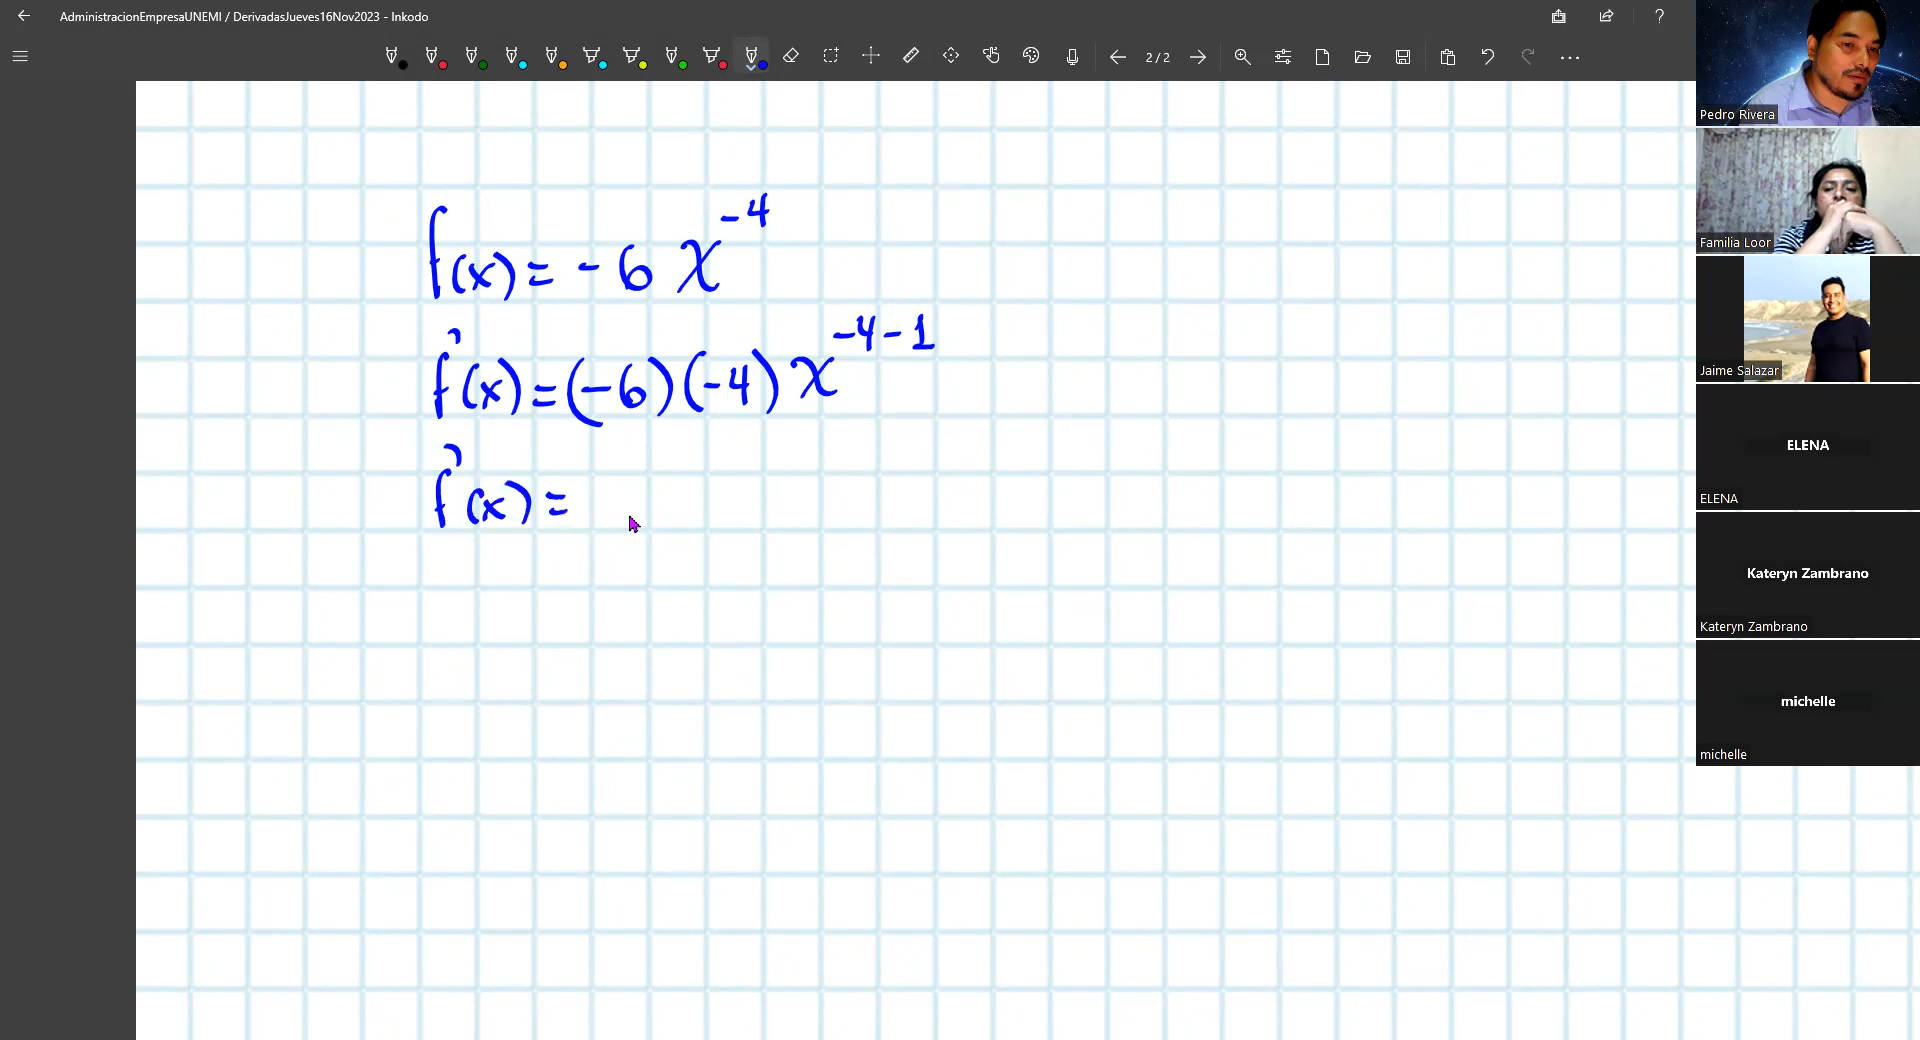 AdministracionEmpresaUNEMI / DerivadasJueves16Nov2023 - Inkodo
2/2
f(x) = - 6 x^-4
f'(x) = (-6)(-4) x^-4-1
f'(x) =
Pedro Rivera
Familia Loor
Jaime Salazar
ELENA
ELENA
Kateryn Zambrano
Kateryn Zambrano
michelle
michelle